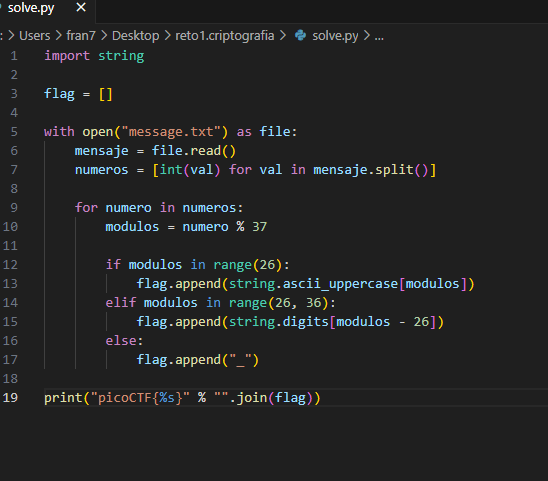 solve.py ×
: > Users > fran7 > Desktop > reto1.criptografia > solve.py > ...
1 import string
2
3 flag = []
4
5 with open("message.txt") as file:
6     mensaje = file.read()
7     numeros = [int(val) for val in mensaje.split()]
8
9     for numero in numeros:
10         modulos = numero % 37
11
12         if modulos in range(26):
13             flag.append(string.ascii_uppercase[modulos])
14         elif modulos in range(26, 36):
15             flag.append(string.digits[modulos - 26])
16         else:
17             flag.append("_")
18
19 print("picoCTF{%s}" % "".join(flag))